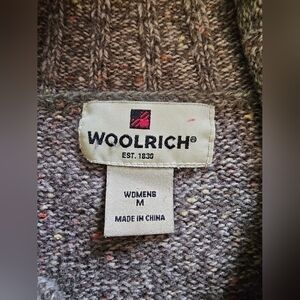 WOOLRICH®
EST. 1830
WOMENS
M
MADE IN CHINA